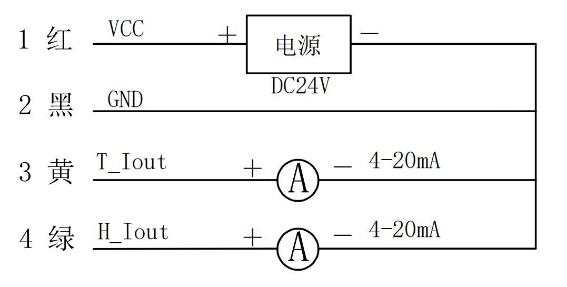 1 红 VCC + 电源 −
DC24V
2 黑 GND
3 黄 T_Iout + A − 4-20mA
4 绿 H_Iout + A − 4-20mA